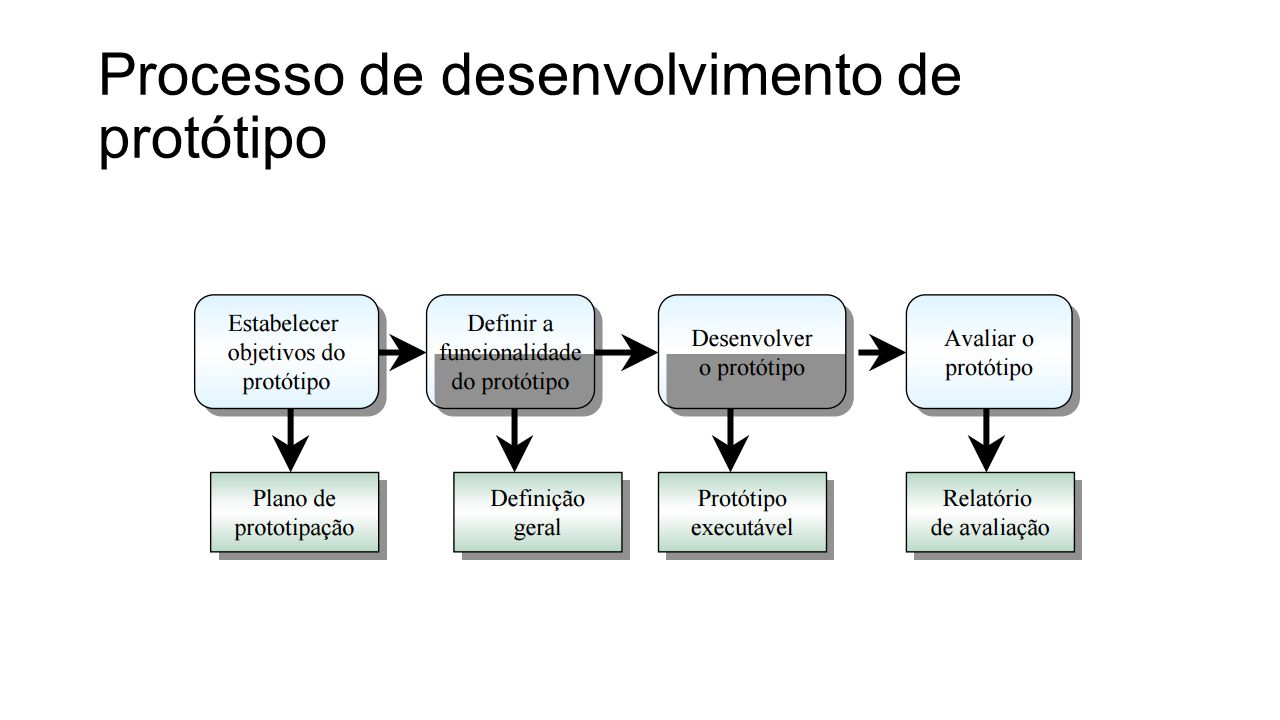 Processo de desenvolvimento de
protótipo
Estabelecer
objetivos do
protótipo
Definir a
funcionalidade
do protótipo
Desenvolver
o protótipo
Avaliar o
protótipo
Plano de
prototipação
Definição
geral
Protótipo
executável
Relatório
de avaliação